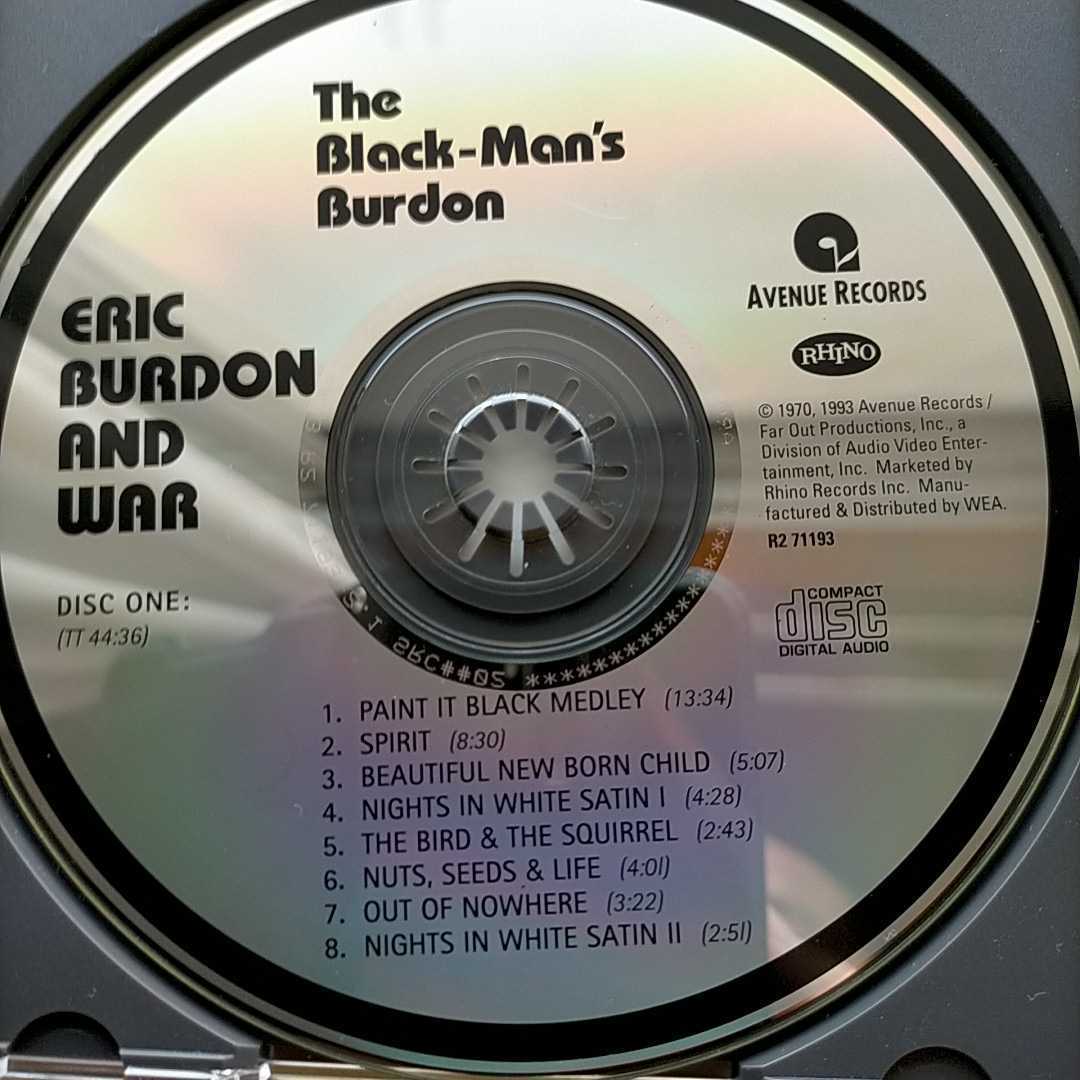 The
Black-Man's
Burdon
AVENUE RECORDS
RHINO
ERIC
BURDON
AND
WAR
© 1970, 1993 Avenue Records /
Far Out Productions, Inc., a
Division of Audio Video Enter-
tainment, Inc. Marketed by
Rhino Records Inc. Manu-
factured & Distributed by WEA.
R2 71193
DISC ONE:
(TT 44:36)
COMPACT
disc
DIGITAL AUDIO
SRC##02 ********************
1. PAINT IT BLACK MEDLEY (13:34)
2. SPIRIT (8:30)
3. BEAUTIFUL NEW BORN CHILD (5:07)
4. NIGHTS IN WHITE SATIN I (4:28)
5. THE BIRD & THE SQUIRREL (2:43)
6. NUTS, SEEDS & LIFE (4:01)
7. OUT OF NOWHERE (3:22)
8. NIGHTS IN WHITE SATIN II (2:51)